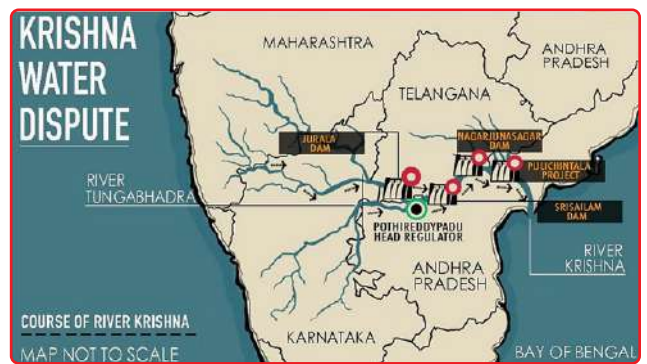 KRISHNA
WATER
DISPUTE
MAHARASHTRA
ANDHRA
PRADESH
TELANGANA
JURALA
DAM
NAGARJUNASAGAR
DAM
PULICHINTALA
PROJECT
RIVER
TUNGABHADRA
SRISAILAM
DAM
POTHIREDDYPADU
HEAD REGULATOR
RIVER
KRISHNA
ANDHRA
PRADESH
COURSE OF RIVER KRISHNA
KARNATAKA
MAP NOT TO SCALE
BAY OF BENGAL